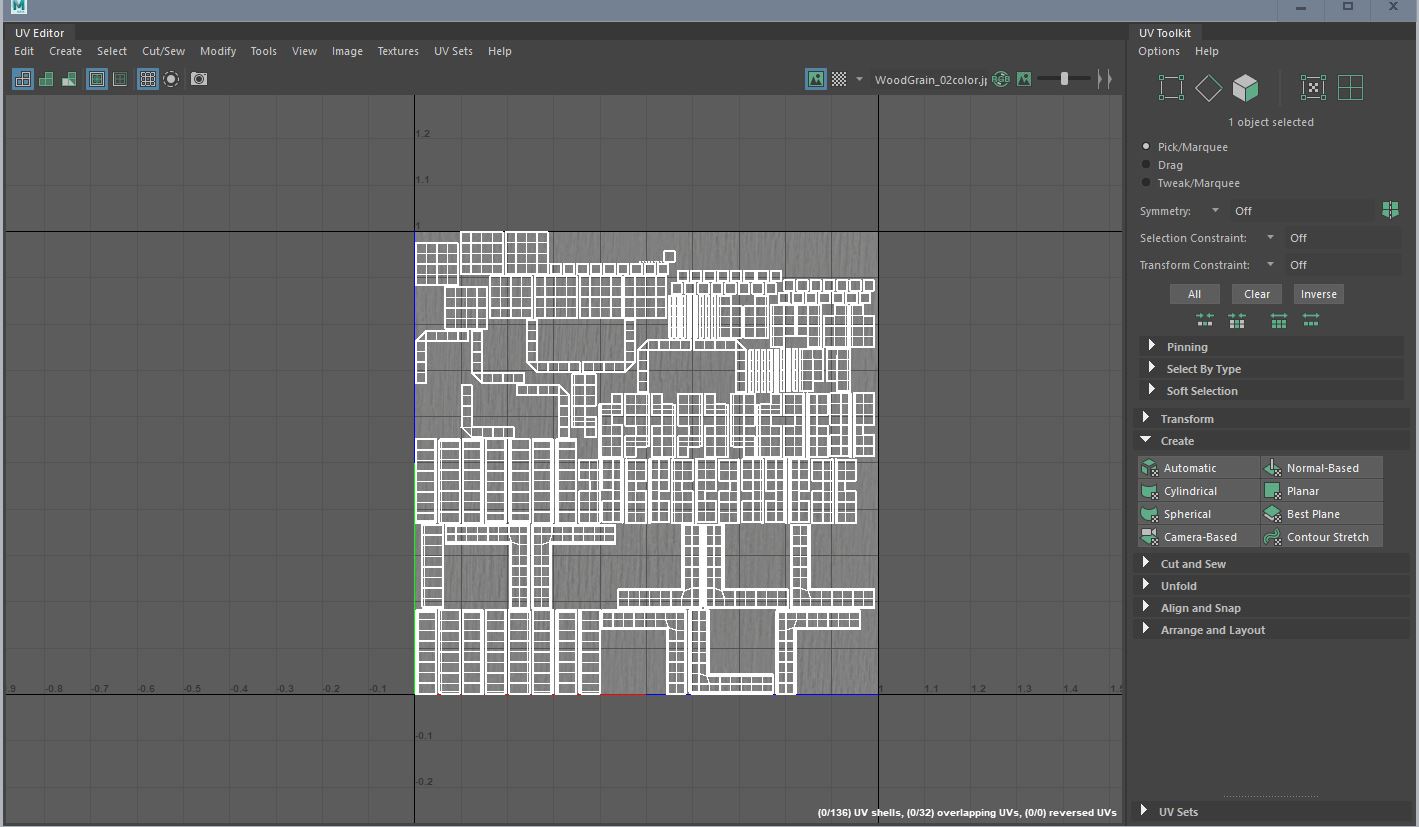 M
UV Editor
UV Toolkit
Edit Create Select Cut/Sew Modify Tools View Image Textures UV Sets Help
Options Help
WoodGrain_02color.jp
RGB
1 object selected
Pick/Marquee
Drag
Tweak/Marquee
Symmetry: Off
Selection Constraint: Off
Transform Constraint: Off
All Clear Inverse
Pinning
Select By Type
Soft Selection
Transform
Create
Automatic Normal-Based
Cylindrical Planar
Spherical Best Plane
Camera-Based Contour Stretch
Cut and Sew
Unfold
Align and Snap
Arrange and Layout
UV Sets
1.2
1.1
1
.9 -0.8 -0.7 -0.6 -0.5 -0.4 -0.3 -0.2 -0.1 1 1.1 1.2 1.3 1.4 1.5
-0.1
-0.2
(0/136) UV shells, (0/32) overlapping UVs, (0/0) reversed UVs